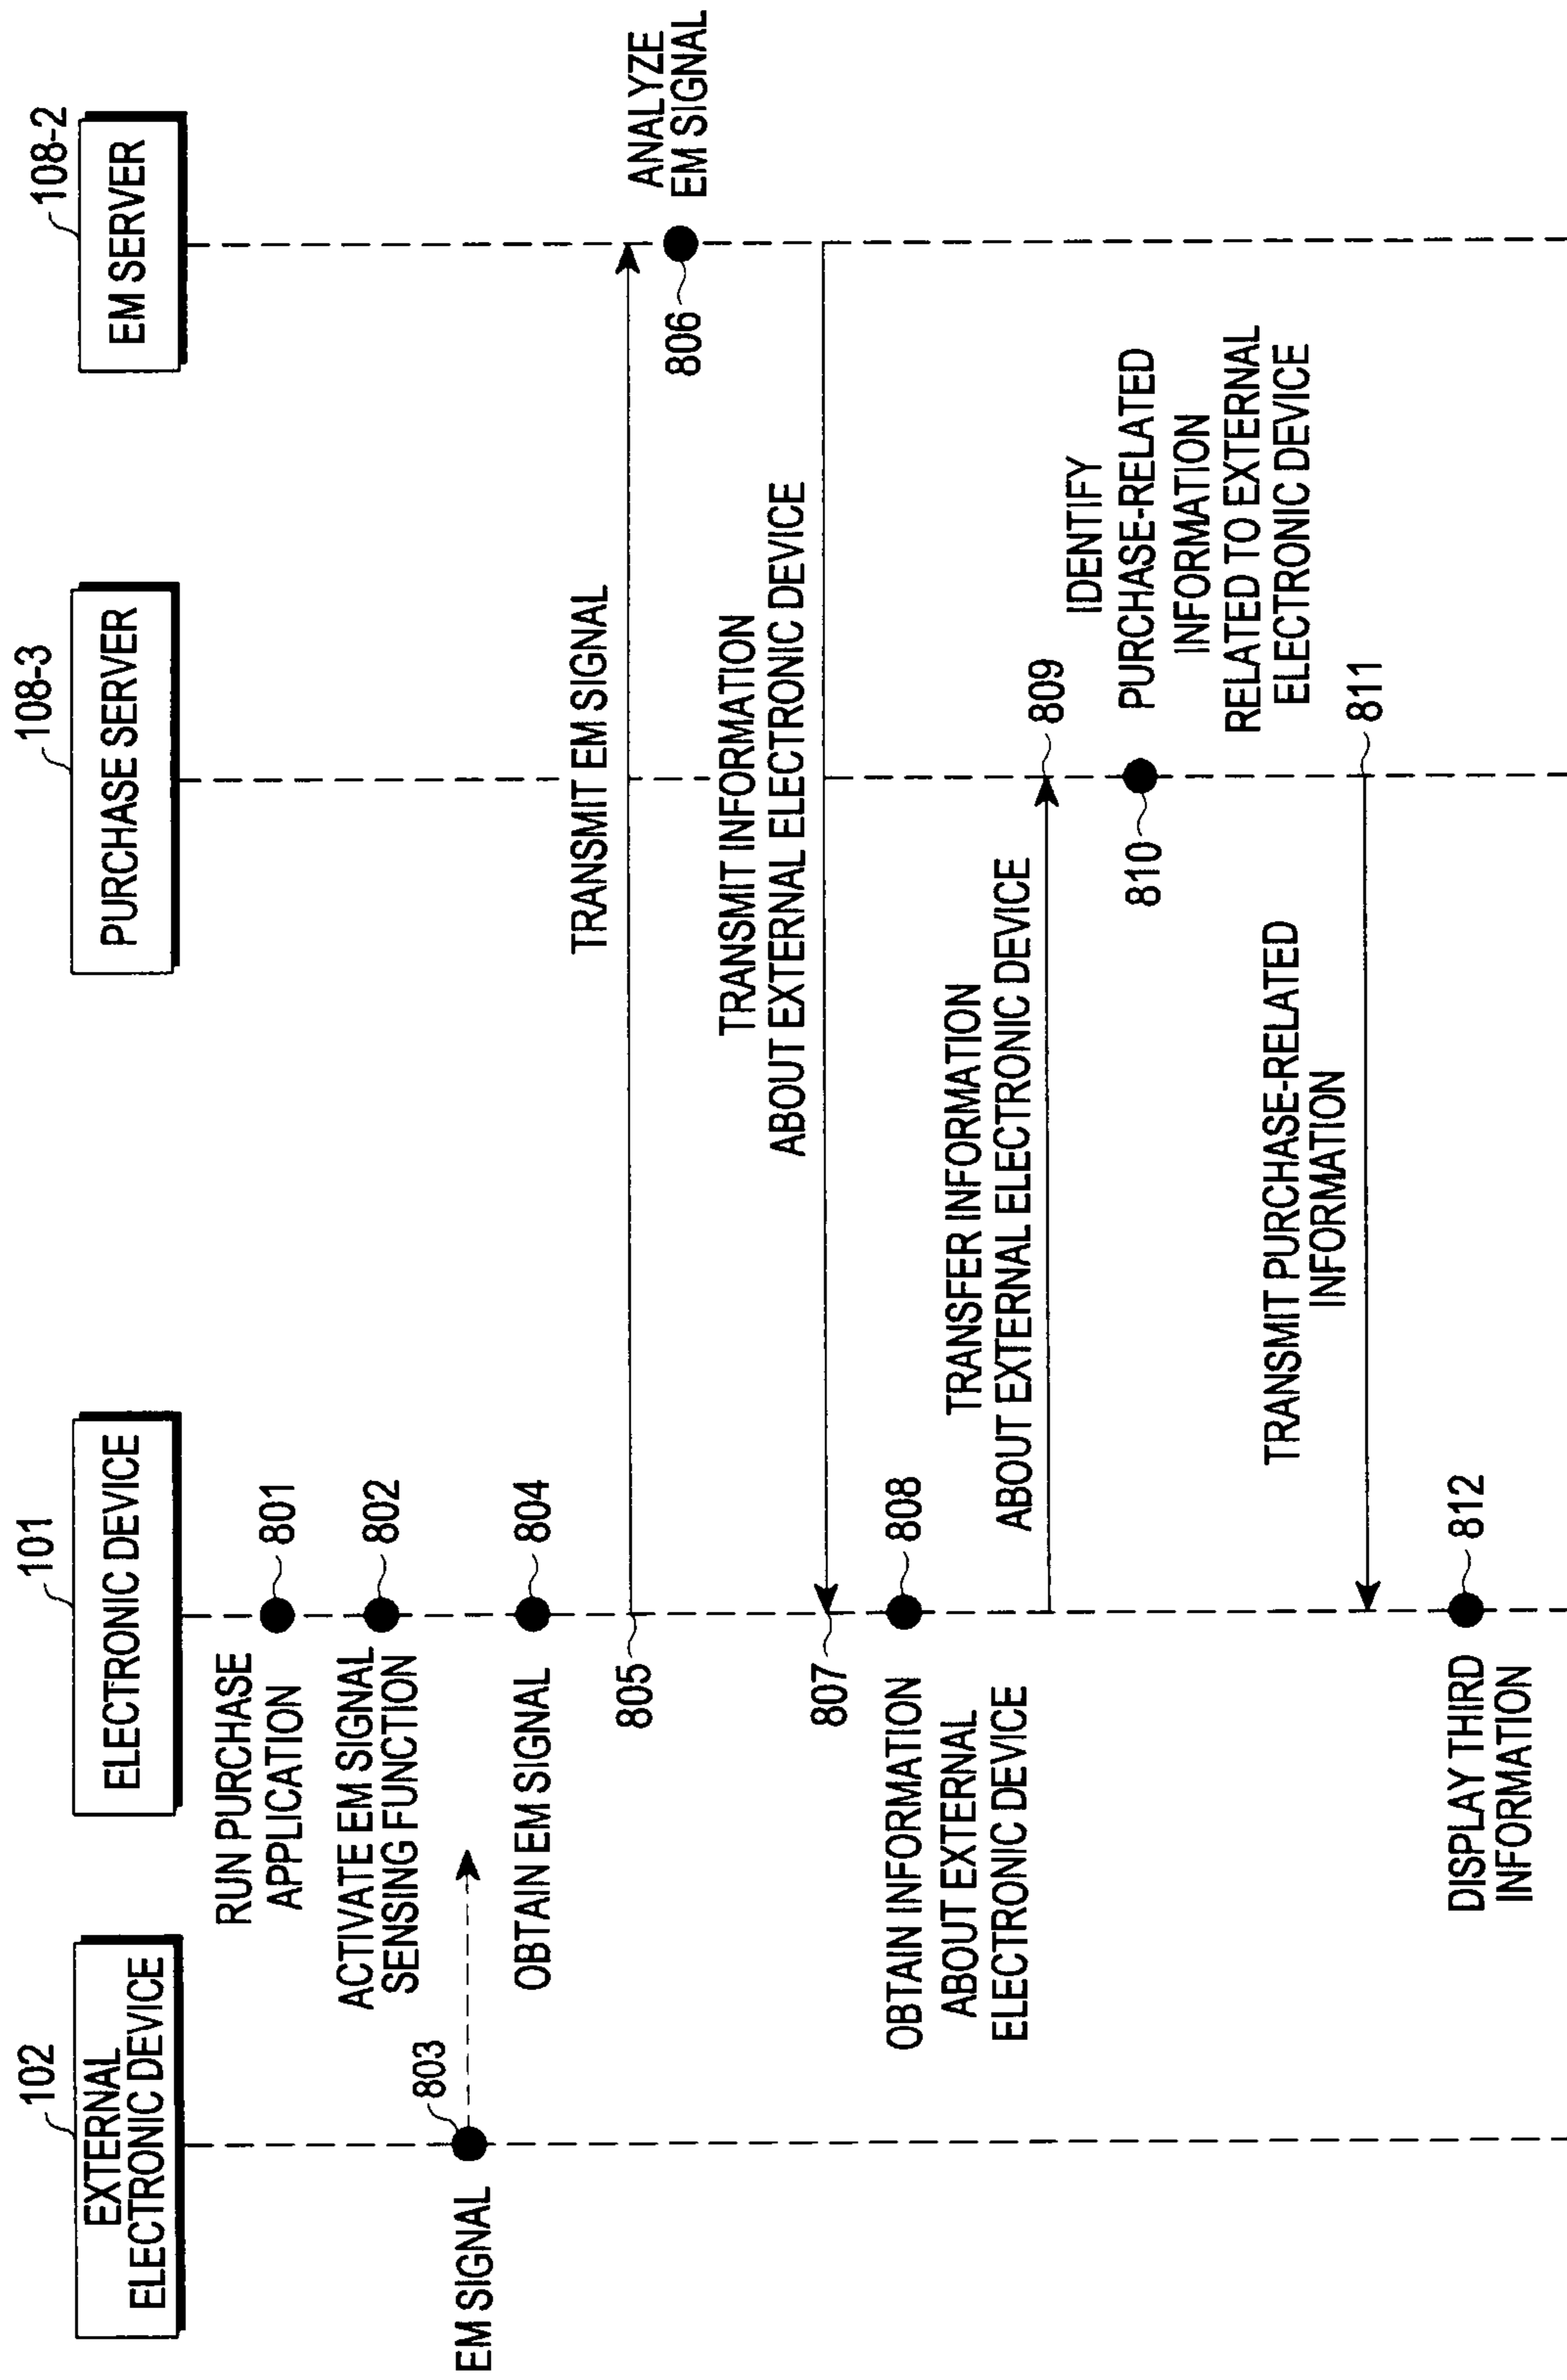 102
EXTERNAL
ELECTRONIC DEVICE
101
ELECTRONIC DEVICE
108-3
PURCHASE SERVER
108-2
EM SERVER
RUN PURCHASE
APPLICATION
801
ACTIVATE EM SIGNAL
SENSING FUNCTION
802
EM SIGNAL
803
OBTAIN EM SIGNAL
804
TRANSMIT EM SIGNAL
805
ANALYZE
EM SIGNAL
806
TRANSMIT INFORMATION
ABOUT EXTERNAL ELECTRONIC DEVICE
807
OBTAIN INFORMATION
ABOUT EXTERNAL
ELECTRONIC DEVICE
808
TRANSFER INFORMATION
ABOUT EXTERNAL ELECTRONIC DEVICE
809
IDENTIFY
PURCHASE-RELATED
INFORMATION
RELATED TO EXTERNAL
ELECTRONIC DEVICE
810
TRANSMIT PURCHASE-RELATED
INFORMATION
811
DISPLAY THIRD
INFORMATION
812